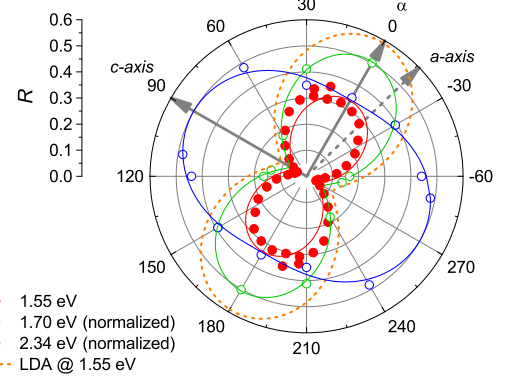 30
α
0.6
60
0
0.5
a-axis
c-axis
0.4
-30
90
R
0.3
0.2
0.1
0.0
120
-60
150
270
1.55 eV
180
240
1.70 eV (normalized)
210
2.34 eV (normalized)
LDA @ 1.55 eV